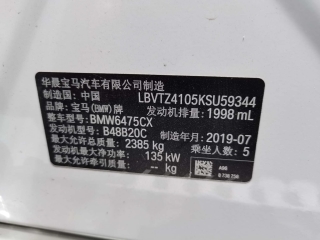 华晨宝马汽车有限公司制造
制造国：中国 LBVTZ4105KSU59344
品牌：宝马(BMW)牌 发动机排量：1998 mL
整车型号：BMW6475CX
发动机型号：B48B20C 制造年月：2019-07
最大允许总质量：2385 kg 乘坐人数：5
发动机最大净功率：135 kW
最大允许牵引质量：-- kg